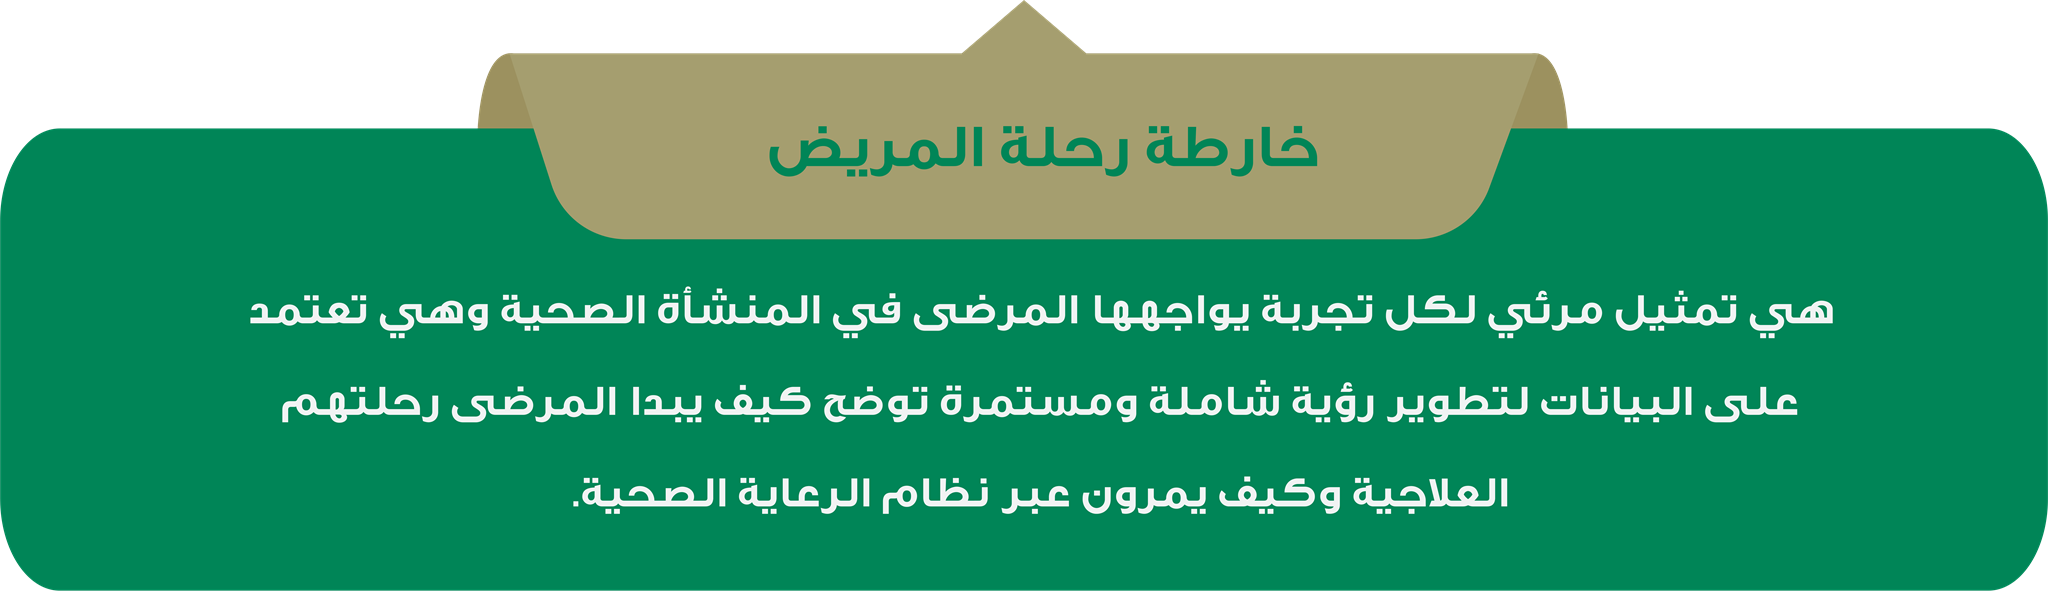 خارطة رحلة المريض
هي تمثيل مرئي لكل تجربة يواجهها المرضى في المنشأة الصحية وهي تعتمد
على البيانات لتطوير رؤية شاملة ومستمرة توضح كيف يبدا المرضى رحلتهم
العلاجية وكيف يمرون عبر نظام الرعاية الصحية.